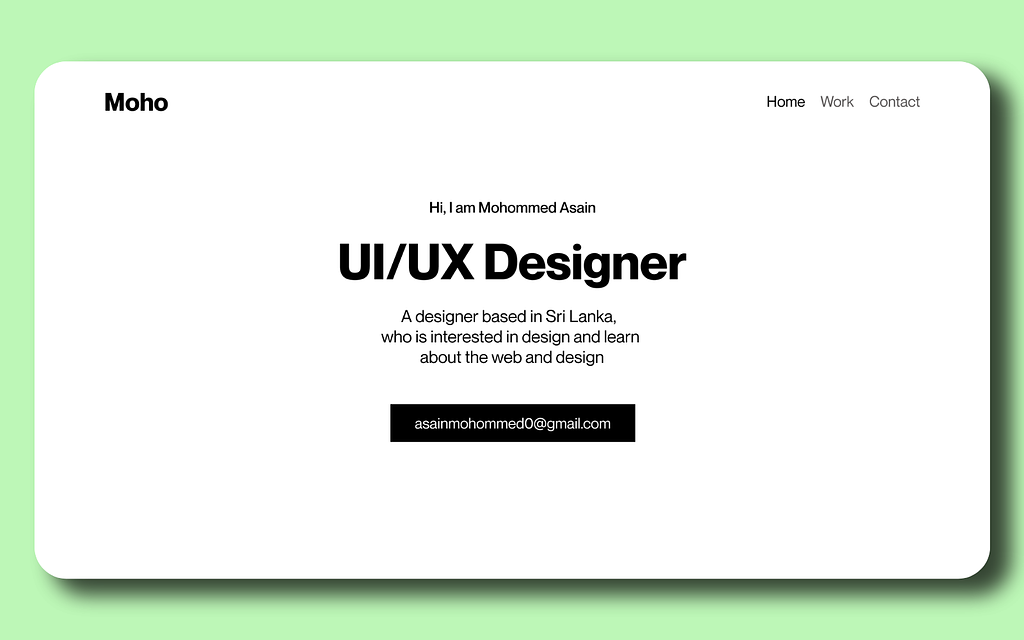 Moho
Home Work Contact
Hi, I am Mohommed Asain
UI/UX Designer
A designer based in Sri Lanka,
who is interested in design and learn
about the web and design
asainmohommed0@gmail.com